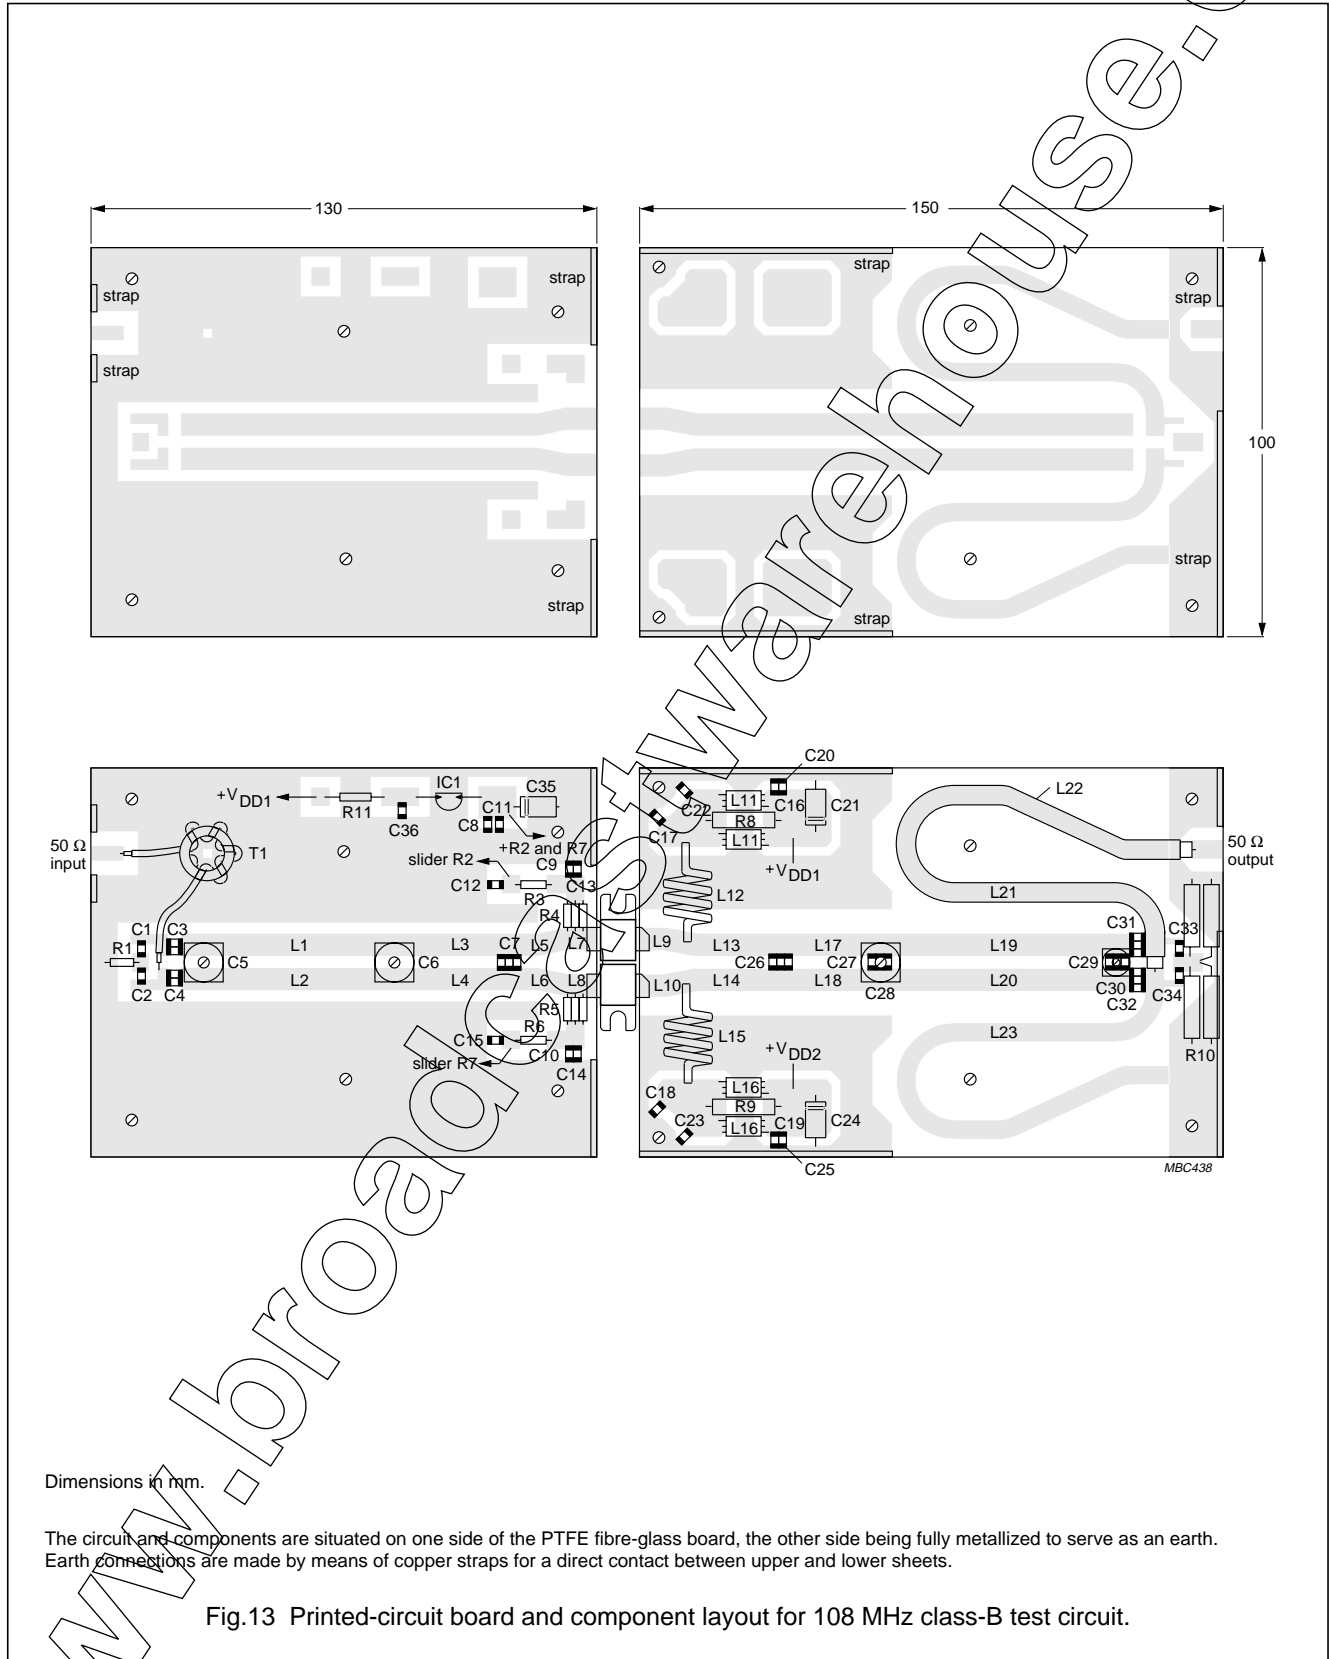 130
150
strap
strap
strap
strap
strap
strap
strap
100
strap
strap
C20
+VDD1
IC1
C35
L22
R11
C36
C11
C8
+R2 and R7
C22
C17
L11
R8
L11
C16
C21
50 Ω
input
T1
slider R2
C9
C12
R3
C13
+VDD1
50 Ω
output
L12
L21
R4
C1
C3
R1
L1
L3
C7
L5
L7
L9
L13
L17
L19
C31
C33
C5
C6
C26
C27
C29
C2
C4
L2
L4
L6
L8
L10
L14
L18
C28
L20
C30
C32
C34
R5
R6
C15
C10
C14
slider R7
L15
+VDD2
L23
R10
C18
C23
L16
R9
L16
C19
C24
C25
MBC438
Dimensions in mm.
The circuit and components are situated on one side of the PTFE fibre-glass board, the other side being fully metallized to serve as an earth.
Earth connections are made by means of copper straps for a direct contact between upper and lower sheets.
Fig.13 Printed-circuit board and component layout for 108 MHz class-B test circuit.